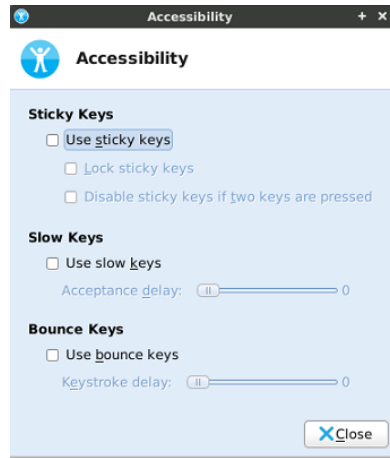 Accessibility
Accessibility
Sticky Keys
Use sticky keys
Lock sticky keys
Disable sticky keys if two keys are pressed
Slow Keys
Use slow keys
Acceptance delay: 0
Bounce Keys
Use bounce keys
Keystroke delay: 0
Close